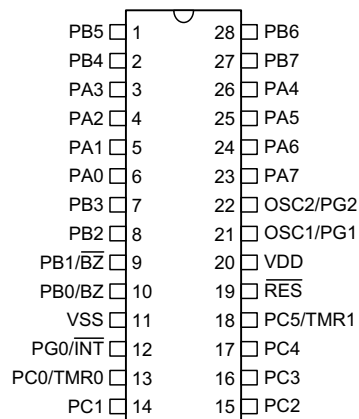 PB5 1 28 PB6
PB4 2 27 PB7
PA3 3 26 PA4
PA2 4 25 PA5
PA1 5 24 PA6
PA0 6 23 PA7
PB3 7 22 OSC2/PG2
PB2 8 21 OSC1/PG1
PB1/B̅Z̅ 9 20 VDD
PB0/BZ 10 19 R̅E̅S̅
VSS 11 18 PC5/TMR1
PG0/I̅N̅T̅ 12 17 PC4
PC0/TMR0 13 16 PC3
PC1 14 15 PC2